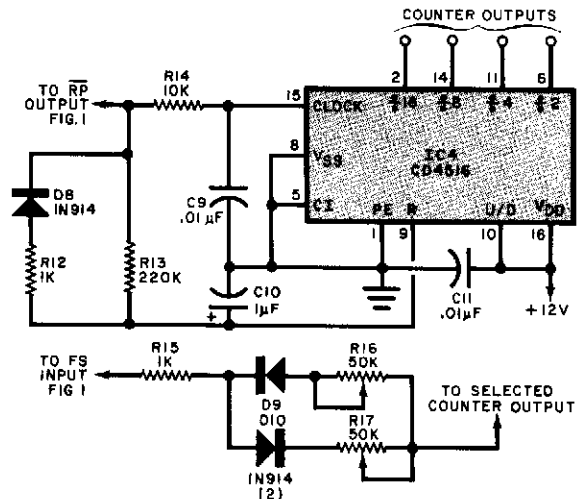 COUNTER OUTPUTS
2 14 11 6
TO RP
OUTPUT
FIG.1
R14
10K
15
CLOCK
÷16 ÷8 ÷4 ÷2
8
VSS
IC4
CD4516
5
CI
PE R U/D VDD
1 9 10 16
D8
1N914
C9
.01µF
R12
1K
R13
220K
C10
1µF
+
C11
.01µF
+12V
TO FS
INPUT
FIG 1
R15
1K
R16
50K
D9
D10
R17
50K
1N914
(2)
TO SELECTED
COUNTER OUTPUT